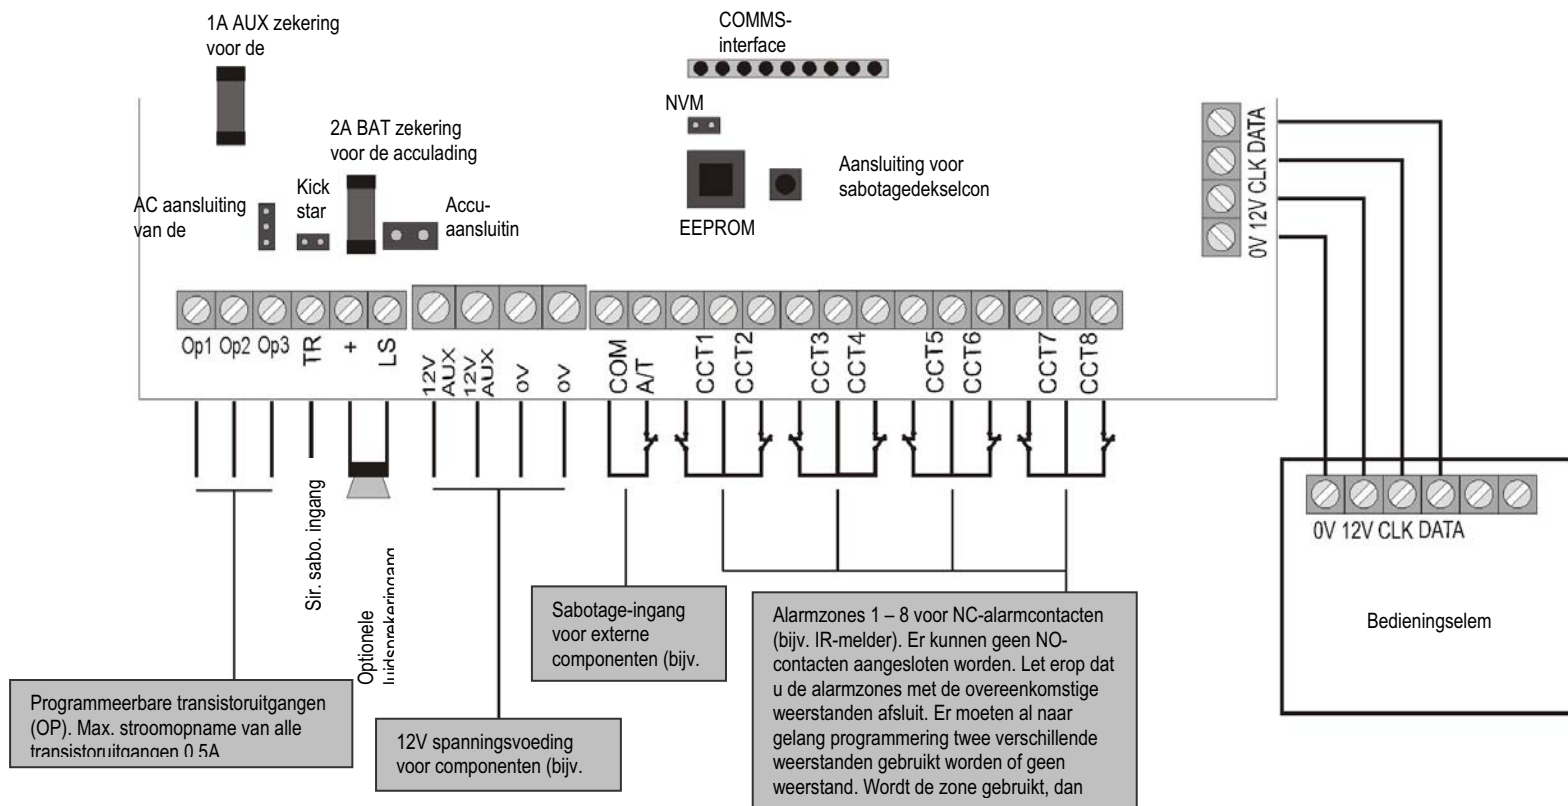 1A AUX zekering
voor de
COMMS-
interface
NVM
2A BAT zekering
voor de acculading
Kick
star
Accu-
aansluitin
AC aansluiting
van de
Aansluiting voor
sabotagedekselcon
EEPROM
0V 12V CLK DATA
Op1 Op2 Op3 TR + LS
12V AUX 12V AUX 0V 0V
COM A/T CCT1 CCT2 CCT3 CCT4 CCT5 CCT6 CCT7 CCT8
0V 12V CLK DATA
Bedieningselem
Sir. sabo. ingang
Optionele
luidsprekeringang
Programmeerbare transistoruitgangen
(OP). Max. stroomopname van alle
transistoruitgangen 0,5A
12V spanningsvoeding
voor componenten (bijv.
Sabotage-ingang
voor externe
componenten (bijv.
Alarmzones 1 – 8 voor NC-alarmcontacten
(bijv. IR-melder). Er kunnen geen NO-
contacten aangesloten worden. Let erop dat
u de alarmzones met de overeenkomstige
weerstanden afsluit. Er moeten al naar
gelang programmering twee verschillende
weerstanden gebruikt worden of geen
weerstand. Wordt de zone gebruikt, dan